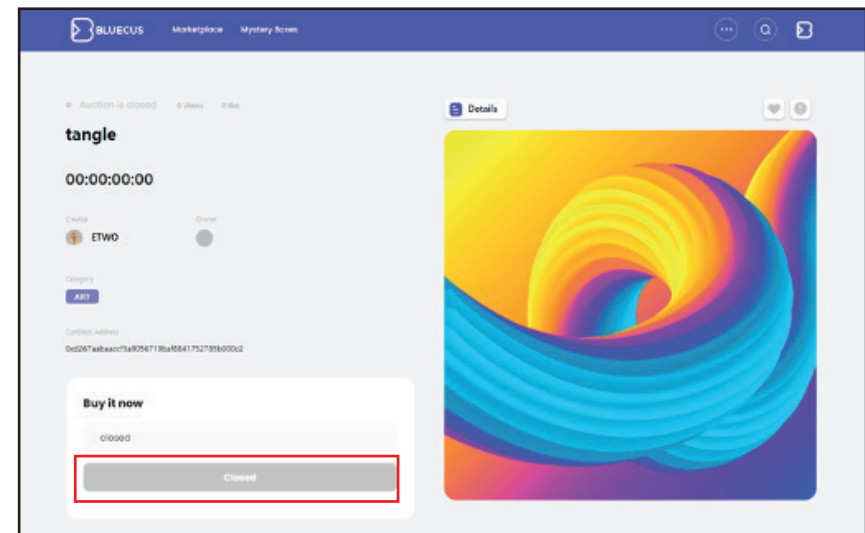 BLUECUS Marketplace Mystery Boxes
Auction is closed 0 Views 0 like
Details
tangle
00:00:00:00
Creator Owner
ETWO
Category
ART
Contract Address
Buy it now
closed
Closed